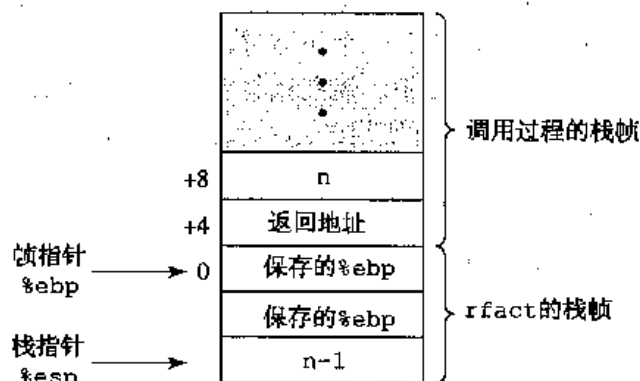 调用过程的栈帧
+8 n
+4 返回地址
帧指针
%ebp
0 保存的%ebp
保存的%ebp
rfact的栈帧
栈指针
%esp
n-1